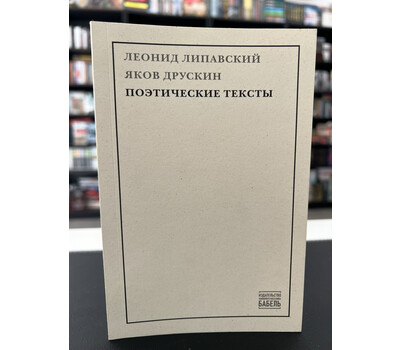 ЛЕОНИД ЛИПАВСКИЙ
ЯКОВ ДРУСКИН
ПОЭТИЧЕСКИЕ ТЕКСТЫ
ИЗДАТЕЛЬСТВО
БАБЕЛЬ